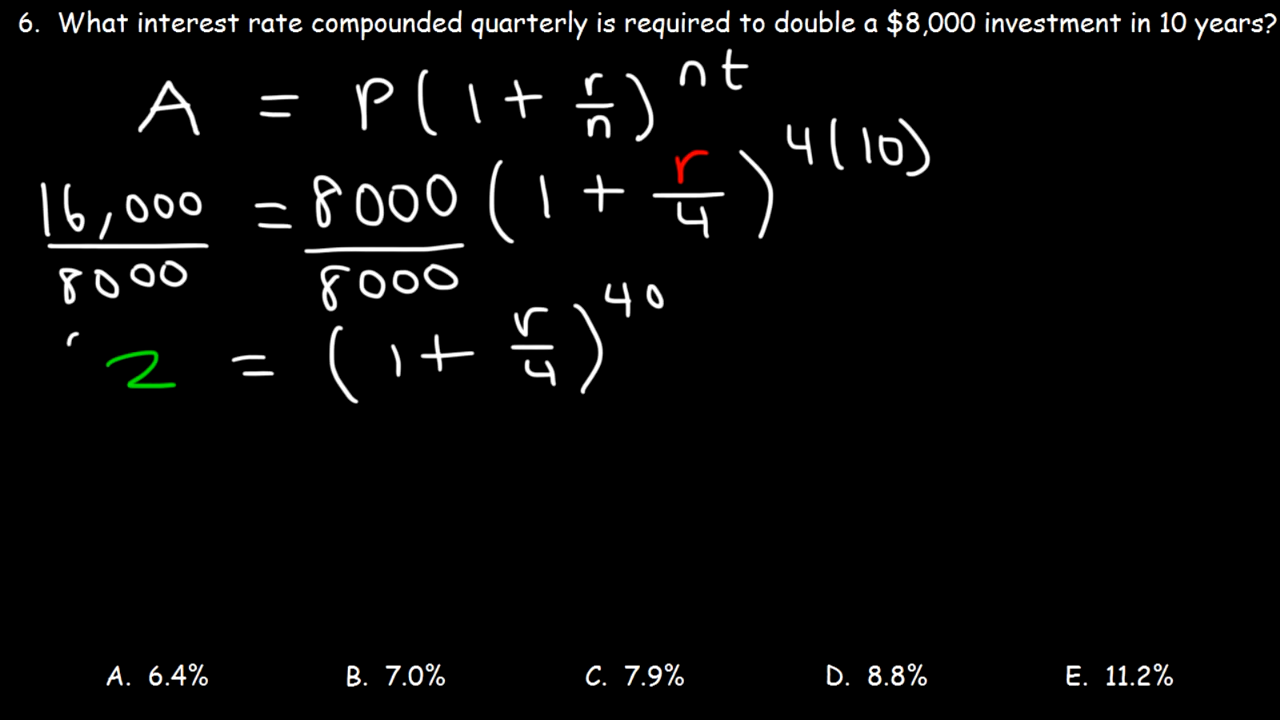 6. What interest rate compounded quarterly is required to double a $8,000 investment in 10 years?
A = P(1 + r/n)^nt
16,000/8000 = 8000/8000 (1 + r/4)^4(10)
2 = (1 + r/4)^40
A. 6.4% B. 7.0% C. 7.9% D. 8.8% E. 11.2%